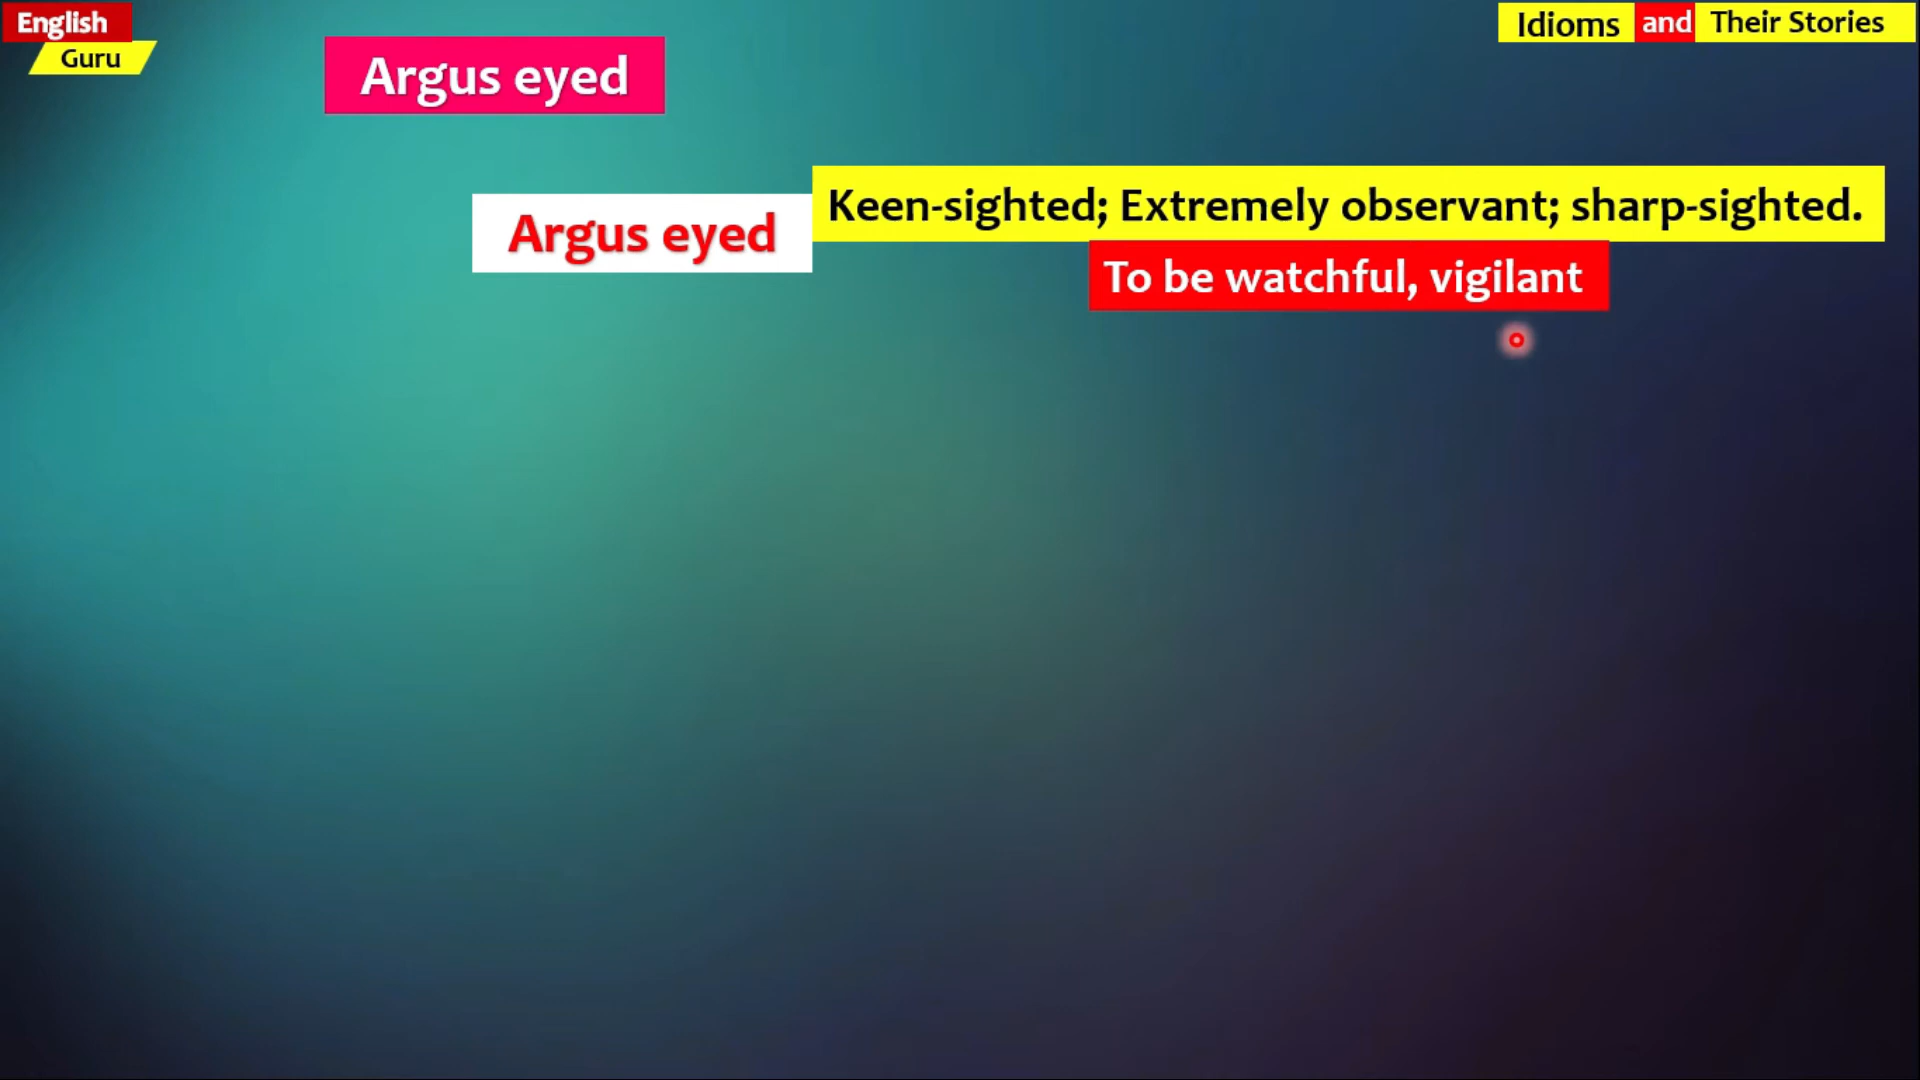 English
Guru
Idioms and Their Stories
Argus eyed
Argus eyed
Keen-sighted; Extremely observant; sharp-sighted.
To be watchful, vigilant